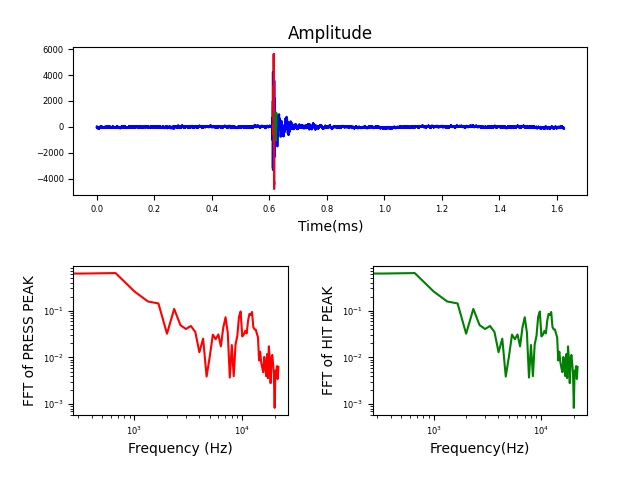 Amplitude
6000
4000
2000
0
−2000
−4000
0.0 0.2 0.4 0.6 0.8 1.0 1.2 1.4 1.6
Time(ms)
FFT of PRESS PEAK
10⁻¹
10⁻²
10⁻³
10³ 10⁴
Frequency (Hz)
FFT of HIT PEAK
10⁻¹
10⁻²
10⁻³
10³ 10⁴
Frequency(Hz)